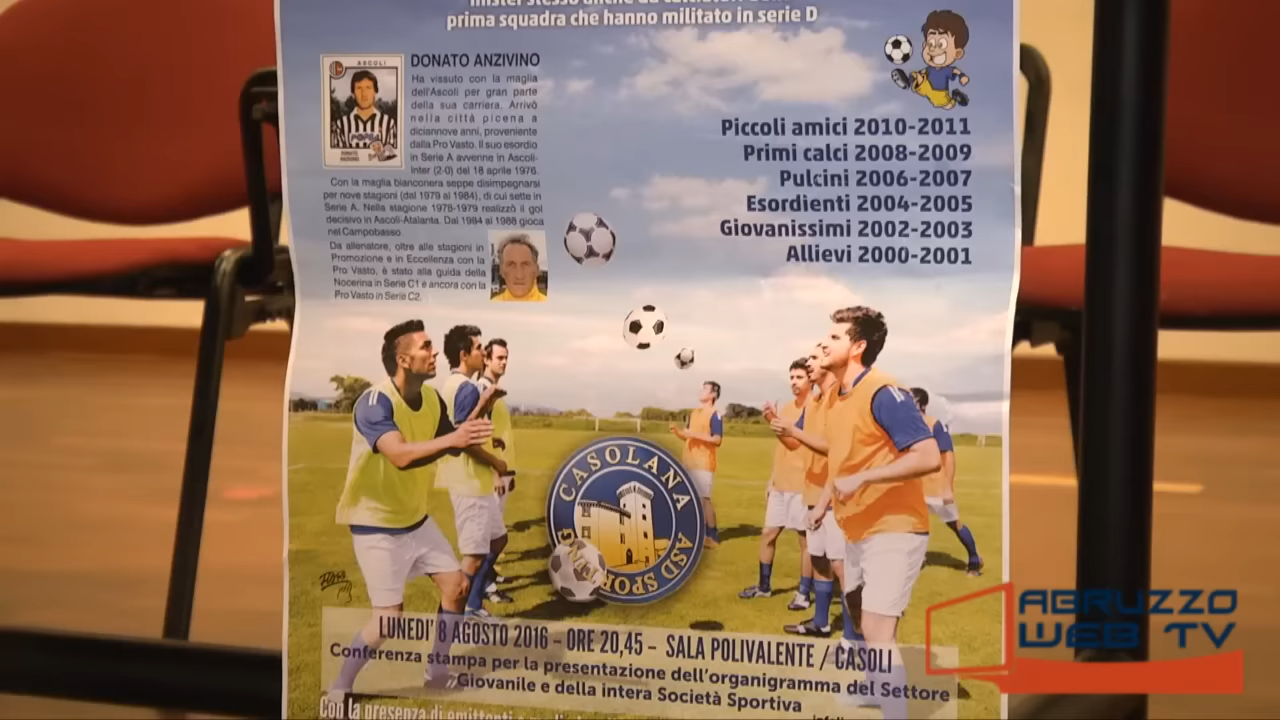 prima squadra che hanno militato in serie D
ASCOLI
DONATO ANZIVINO
Ha vissuto con la maglia
dell'Ascoli per gran parte
della sua carriera. Arrivò
nella città picena a
diciannove anni, proveniente
dalla Pro Vasto. Il suo esordio
in Serie A avvenne in Ascoli-
Inter (2-0) del 18 aprile 1976.
Con la maglia bianconera seppe disimpegnarsi
per nove stagioni (dal 1979 al 1984), di cui sette in
Serie A. Nella stagione 1978-1979 realizzò il gol
decisivo in Ascoli-Atalanta. Dal 1984 al 1988 gioca
nel Campobasso.
Da allenatore, oltre alle stagioni in
Promozione e in Eccellenza con la
Pro Vasto, è stato alla guida della
Nocerina in Serie C1 e ancora con la
Pro Vasto in Serie C2.
Piccoli amici 2010-2011
Primi calci 2008-2009
Pulcini 2006-2007
Esordienti 2004-2005
Giovanissimi 2002-2003
Allievi 2000-2001
CASOLANA
ASD SPORTING
LUNEDI' 8 AGOSTO 2016 - ORE 20,45 - SALA POLIVALENTE / CASOLI
Conferenza stampa per la presentazione dell'organigramma del Settore
Giovanile e della intera Società Sportiva
Con la presenza di
ABRUZZO
WEB TV